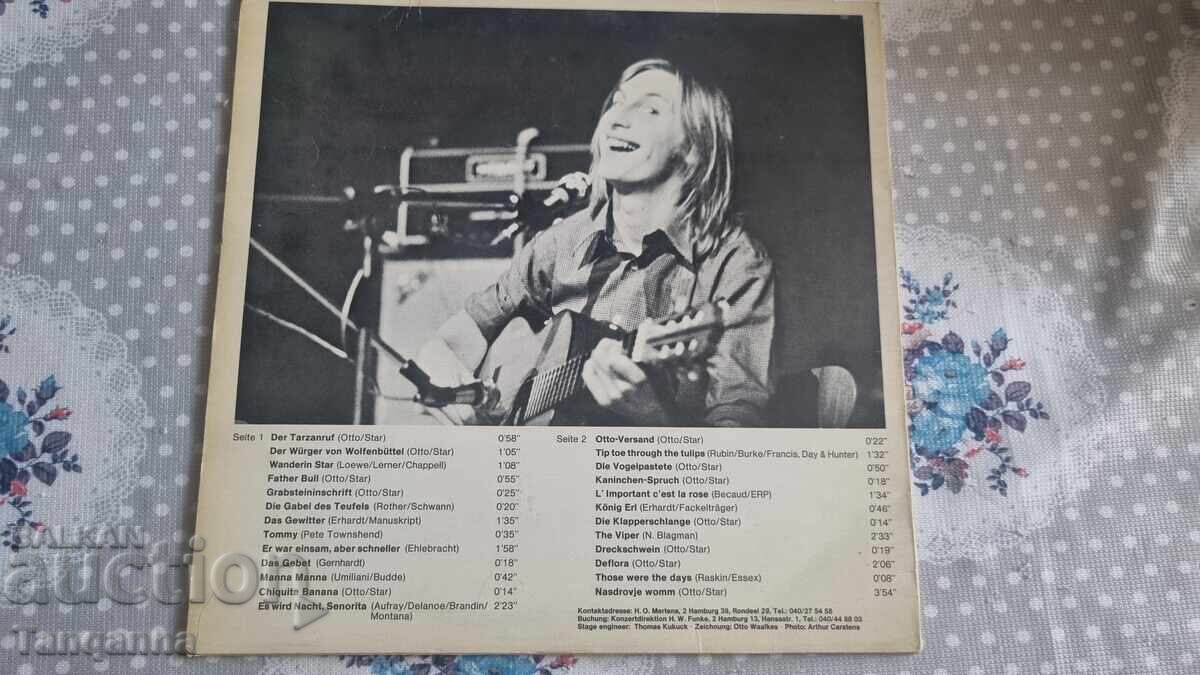 Seite 1 Der Tarzanruf (Otto/Star) 0'58"
Der Würger von Wolfenbüttel (Otto/Star) 1'05"
Wanderin Star (Loewe/Lerner/Chappell) 1'08"
Father Bull (Otto/Star) 0'55"
Grabsteininschrift (Otto/Star) 0'25"
Die Gabel des Teufels (Rother/Schwann) 0'20"
Das Gewitter (Erhardt/Manuskript) 1'35"
Tommy (Pete Townshend) 0'35"
Er war einsam, aber schneller (Ehlebracht) 1'58"
Das Gebet (Gernhardt) 0'18"
Manna Manna (Umiliani/Budde) 0'42"
Chiquita Banana (Otto/Star) 0'14"
Es wird Nacht, Senorita (Aufray/Delanoe/Brandin/ 2'23"
Montana)
Seite 2 Otto-Versand (Otto/Star) 0'22"
Tip toe through the tulips (Rubin/Burke/Francis, Day & Hunter) 1'32"
Die Vogelpastete (Otto/Star) 0'50"
Kaninchen-Spruch (Otto/Star) 0'18"
L' Important c'est la rose (Becaud/ERP) 1'34"
König Erl (Erhardt/Fackelträger) 0'46"
Die Klapperschlange (Otto/Star) 0'14"
The Viper (N. Blagman) 2'33"
Dreckschwein (Otto/Star) 0'19"
Deflora (Otto/Star) 2'06"
Those were the days (Raskin/Essex) 0'08"
Nasdrovje womm (Otto/Star) 3'54"
Kontaktadresse: H. O. Mertens, 2 Hamburg 39, Rondeel 29, Tel.: 040/27 54 58
Buchung: Konzertdirektion H. W. Funke, 2 Hamburg 13, Hansastr. 1, Tel.: 040/44 88 03
Stage engineer: Thomas Kukuck - Zeichnung: Otto Waalkes - Photo: Arthur Carstens
BALKAN
auction
Tanganna